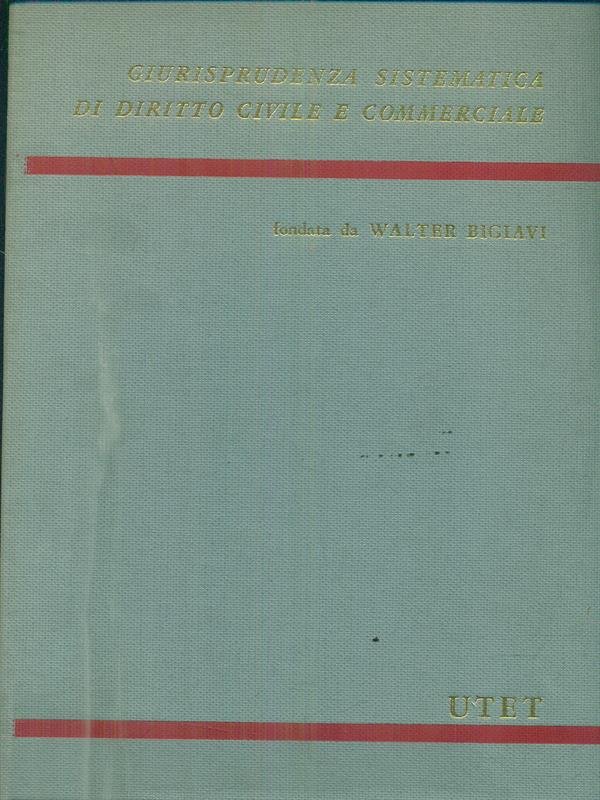 GIURISPRUDENZA SISTEMATICA
DI DIRITTO CIVILE E COMMERCIALE
fondata da WALTER BIGIAVI
UTET